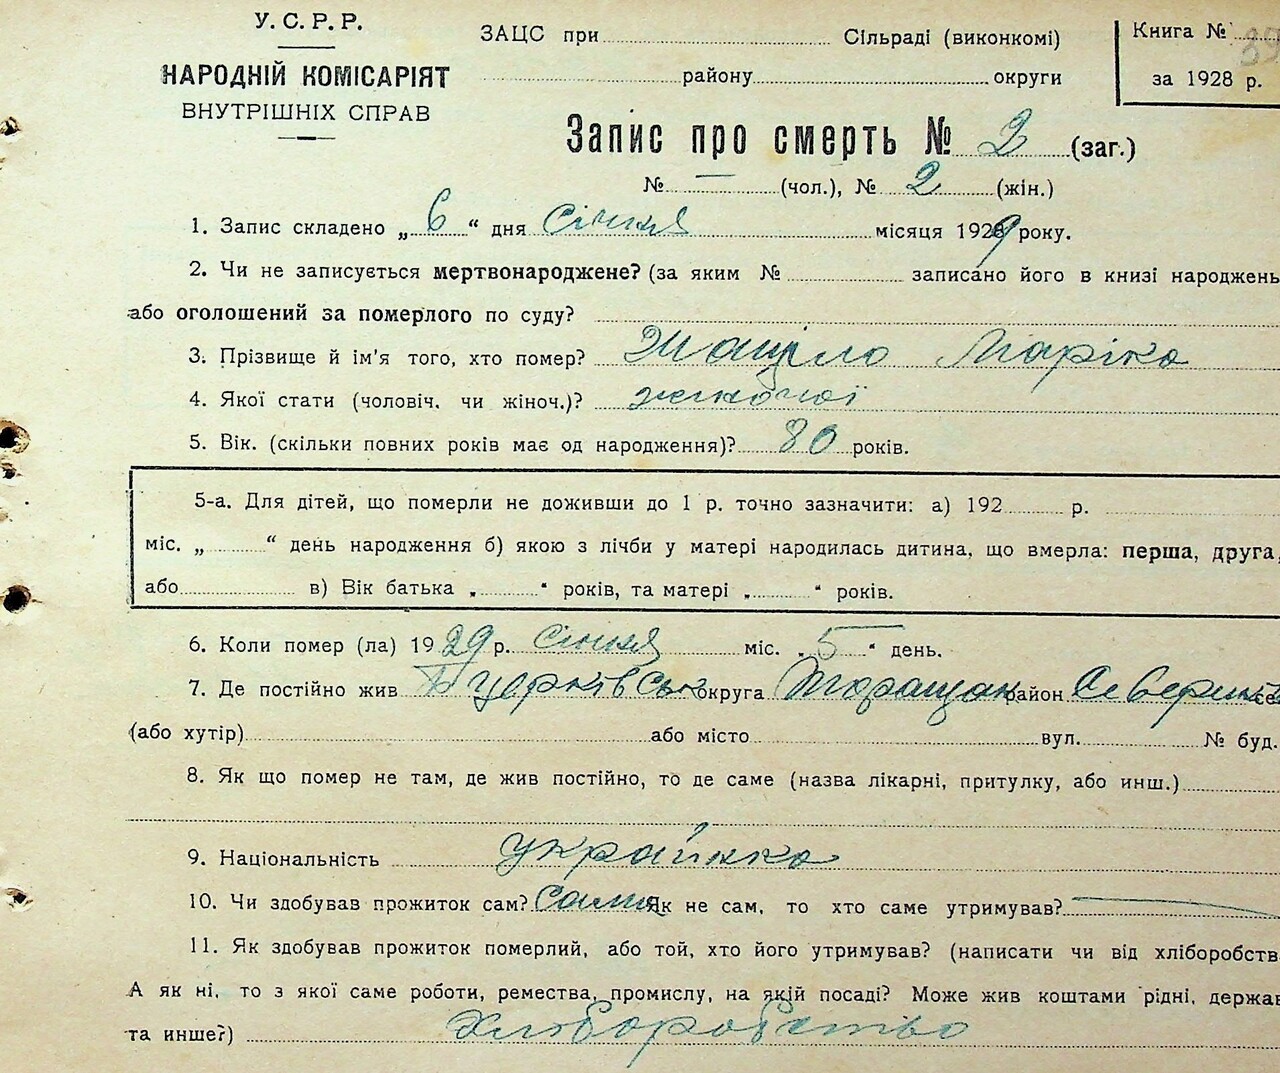 У. С. Р. Р.
НАРОДНІЙ КОМІСАРІЯТ
ВНУТРІШНІХ СПРАВ
ЗАЦС при Сільраді (виконкомі)
району округи
Книга № 39
за 1928 р.
Запис про смерть № 2 (заг.)
№ — (чол.), № 2 (жін.)
1. Запис складено „6“ дня Січня місяця 1929 року.
2. Чи не записується мертвонароджене? (за яким № записано його в книзі народжень
або оголошений за померлого по суду?
3. Прізвище й ім'я того, хто помер? Маріка
4. Якої стати (чоловіч. чи жіноч.)? жіночої
5. Вік. (скільки повних років має од народження)? 80 років.
5-а. Для дітей, що померли не доживши до 1 р. точно зазначити: а) 192 р.
міс. „ “ день народження б) якою з лічби у матері народилась дитина, що вмерла: перша, друга,
або в) Вік батька „ “ років, та матері „ “ років.
6. Коли помер (ла) 1929 р. січня міс. „5“ день.
7. Де постійно жив Б Церківськ округа Таращан район Северинів се
(або хутір) або місто вул. № буд.
8. Як що помер не там, де жив постійно, то де саме (назва лікарні, притулку, або инш.)
9. Національність українка
10. Чи здобував прожиток сам? Сама Як не сам, то хто саме утримував? —
11. Як здобував прожиток померлий, або той, хто його утримував? (написати чи від хліборобств
А як ні, то з якої саме роботи, ремества, промислу, на якій посаді? Може жив коштами рідні, держав
та инше?) хліборобство